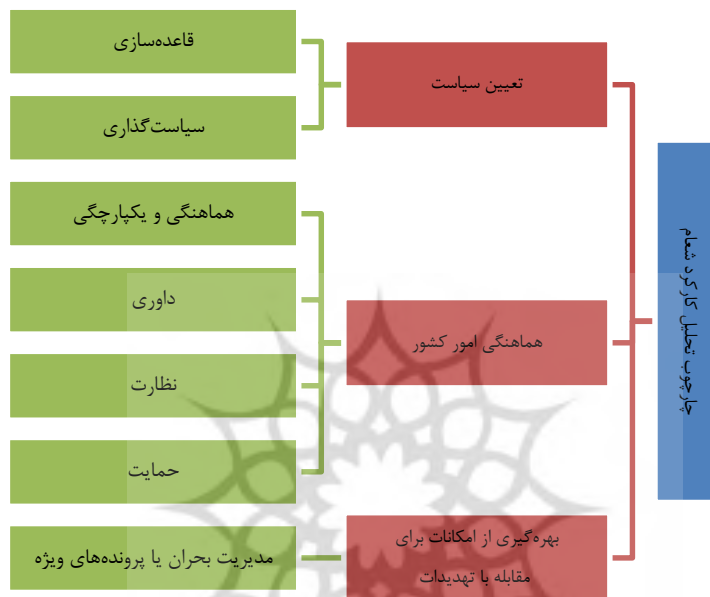 چارچوب تحلیل کارکرد شعام
تعیین سیاست
قاعده‌سازی
سیاست‌گذاری
هماهنگی امور کشور
هماهنگی و یکپارچگی
داوری
نظارت
حمایت
بهره‌گیری از امکانات برای
مقابله با تهدیدات
مدیریت بحران یا پرونده‌های ویژه